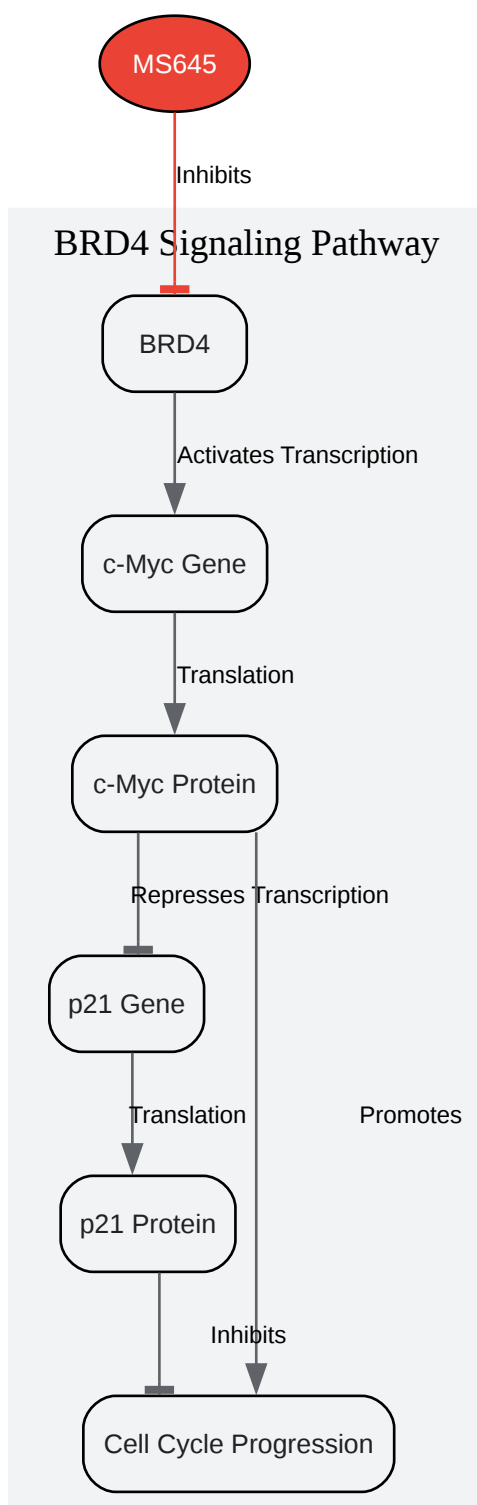 MS645
Inhibits
BRD4 Signaling Pathway
BRD4
Activates Transcription
c-Myc Gene
Translation
c-Myc Protein
Represses Transcription
p21 Gene
Translation
Promotes
p21 Protein
Inhibits
Cell Cycle Progression